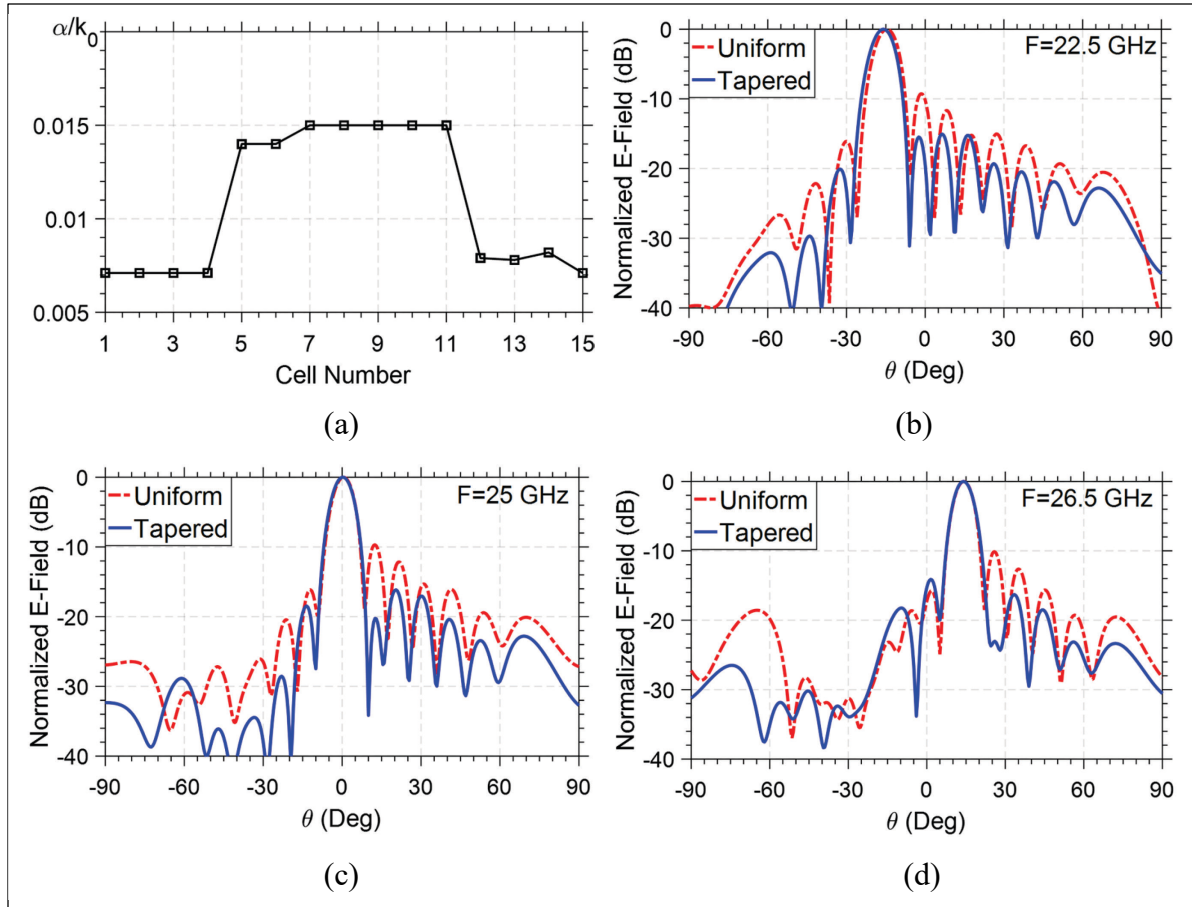 α/k0
0.015
0.01
0.005
1 3 5 7 9 11 13 15
Cell Number
(a)
Uniform
Tapered
F=22.5 GHz
0
-10
-20
-30
-40
Normalized E-Field (dB)
-90 -60 -30 0 30 60 90
θ (Deg)
(b)
Uniform
Tapered
F=25 GHz
0
-10
-20
-30
-40
Normalized E-Field (dB)
-90 -60 -30 0 30 60 90
θ (Deg)
(c)
Uniform
Tapered
F=26.5 GHz
0
-10
-20
-30
-40
Normalized E-Field (dB)
-90 -60 -30 0 30 60 90
θ (Deg)
(d)